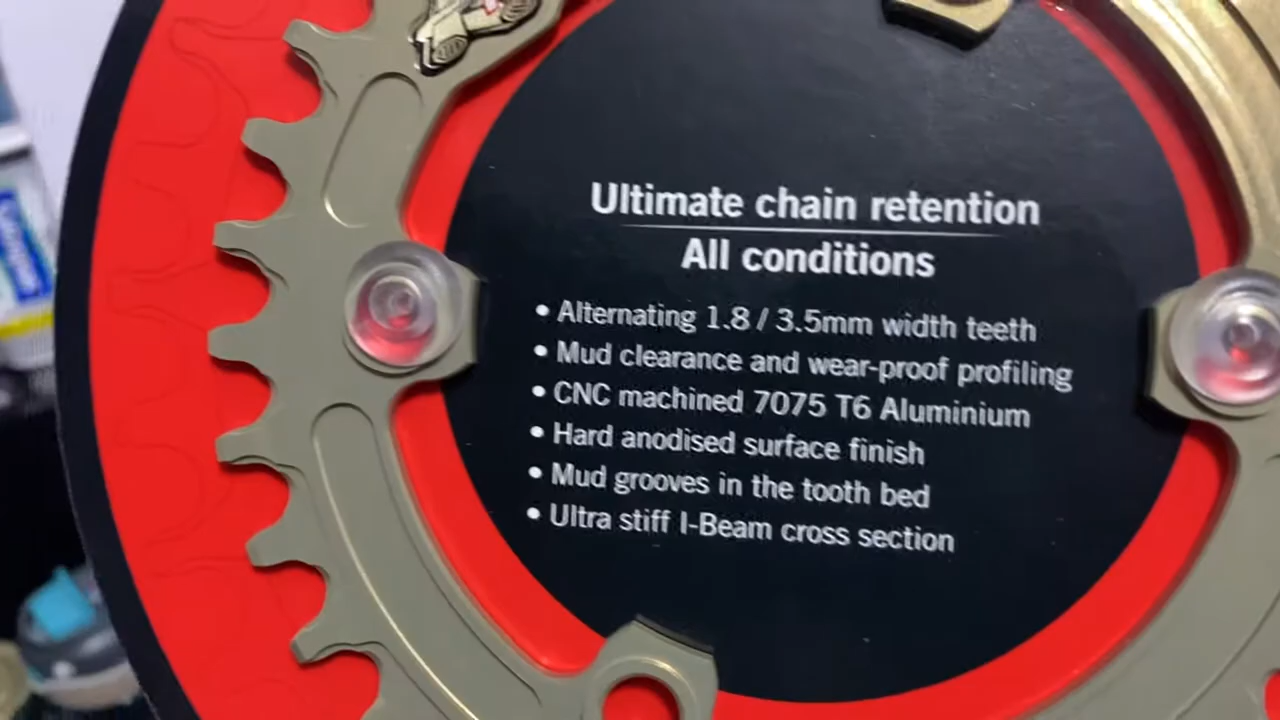 Ultimate chain retention
All conditions
• Alternating 1.8 / 3.5mm width teeth
• Mud clearance and wear-proof profiling
• CNC machined 7075 T6 Aluminium
• Hard anodised surface finish
• Mud grooves in the tooth bed
• Ultra stiff I-Beam cross section